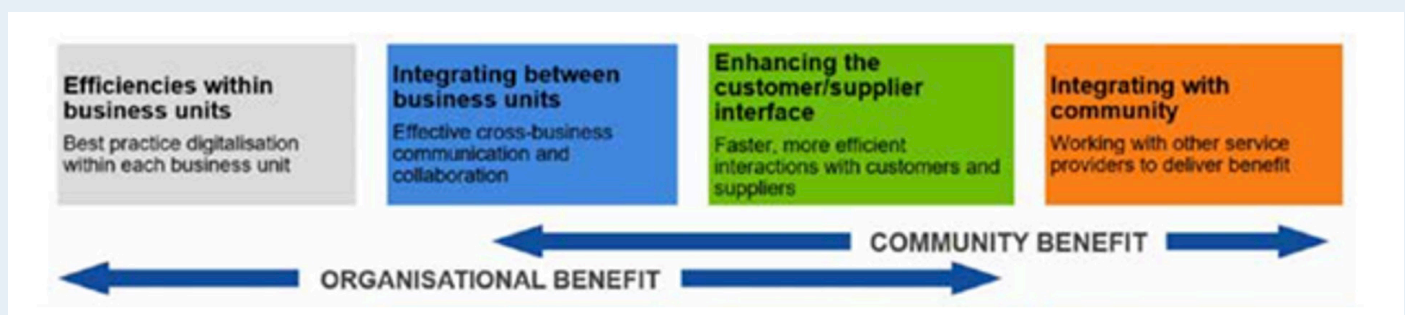 Efficiencies within
business units
Best practice digitalisation
within each business unit
Integrating between
business units
Effective cross-business
communication and
collaboration
Enhancing the
customer/supplier
interface
Faster, more efficient
interactions with customers and
suppliers
Integrating with
community
Working with other service
providers to deliver benefit
COMMUNITY BENEFIT
ORGANISATIONAL BENEFIT